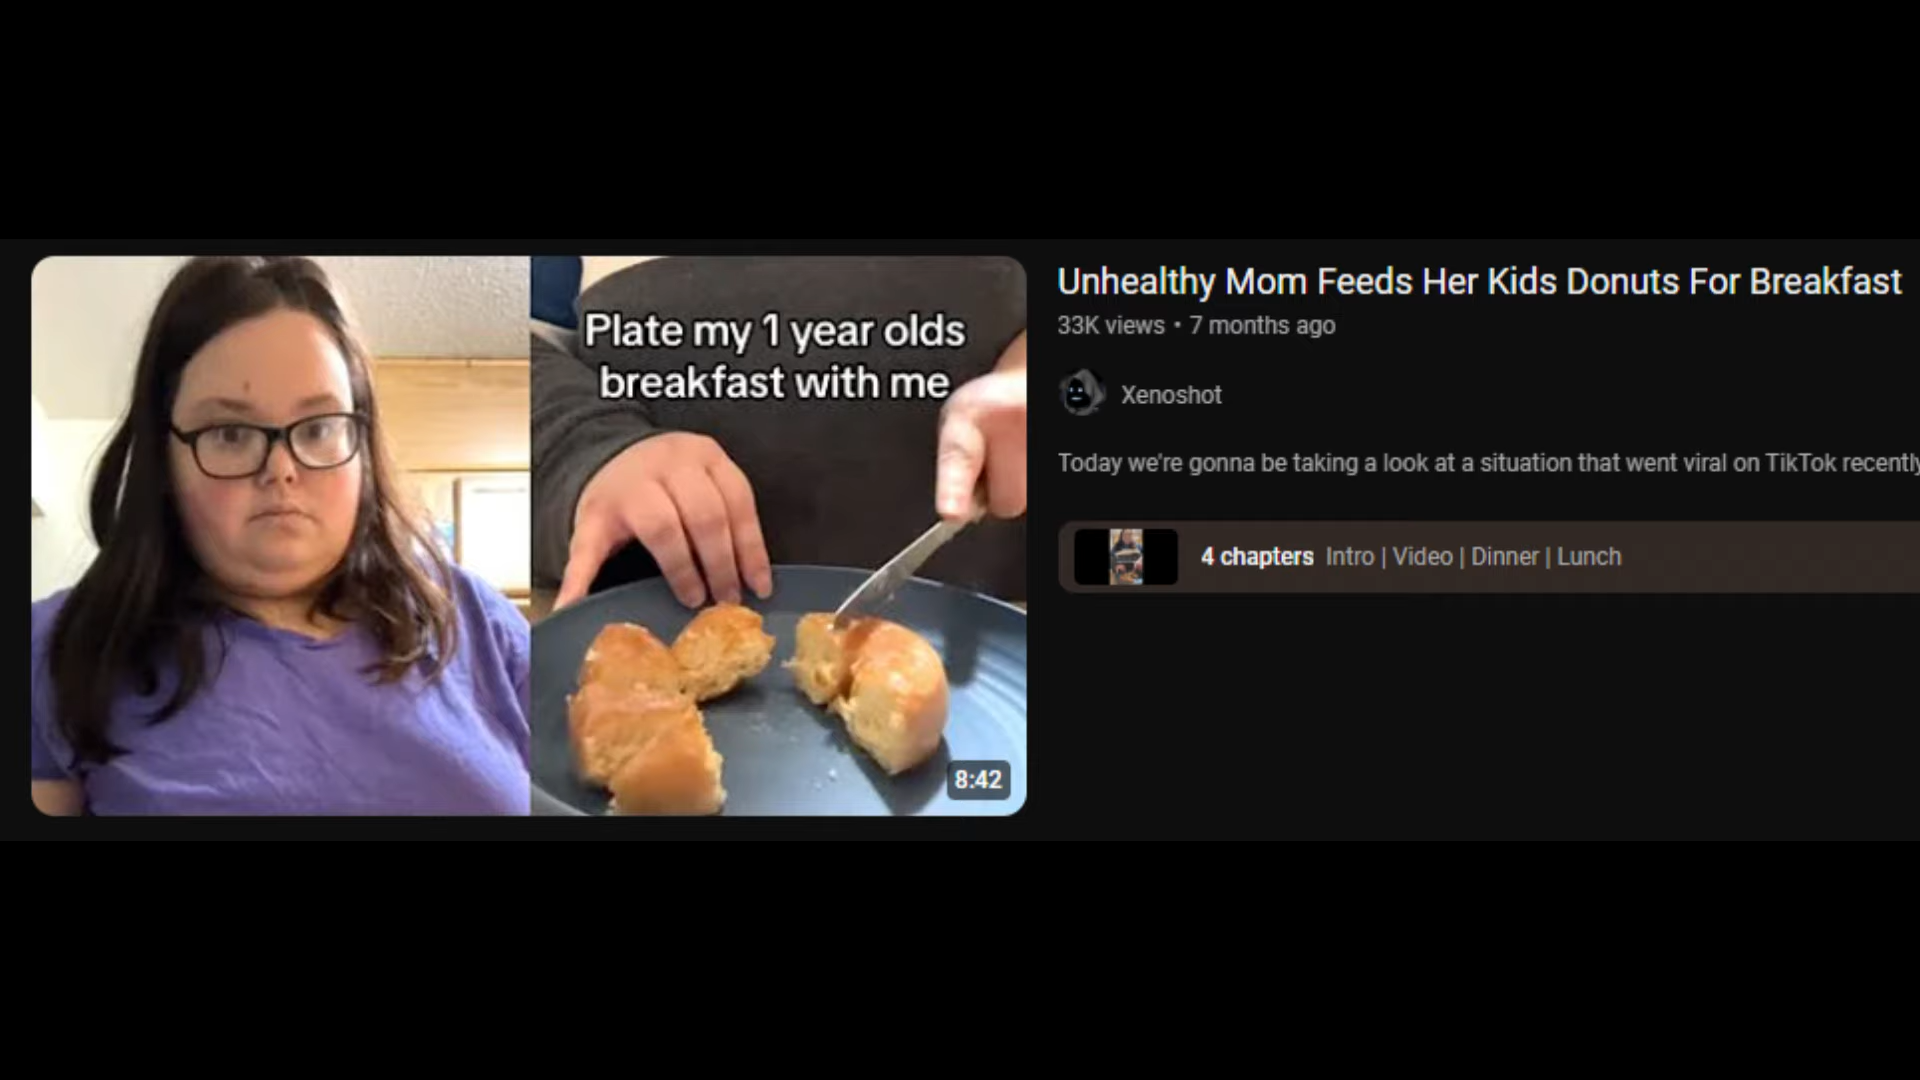 Plate my 1 year olds
breakfast with me
8:42
Unhealthy Mom Feeds Her Kids Donuts For Breakfast
33K views • 7 months ago
Xenoshot
Today we're gonna be taking a look at a situation that went viral on TikTok recently
4 chapters Intro | Video | Dinner | Lunch